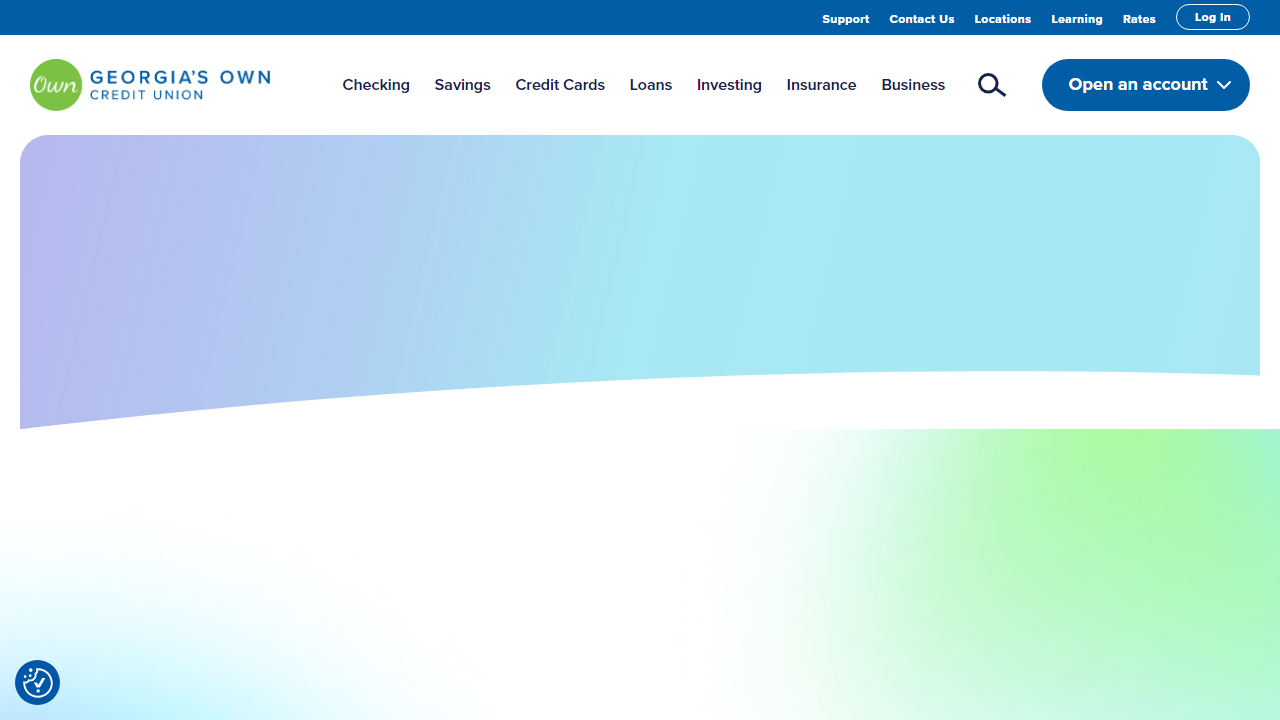 Support Contact Us Locations Learning Rates Log In
Own GEORGIA'S OWN
CREDIT UNION
Checking Savings Credit Cards Loans Investing Insurance Business Open an account